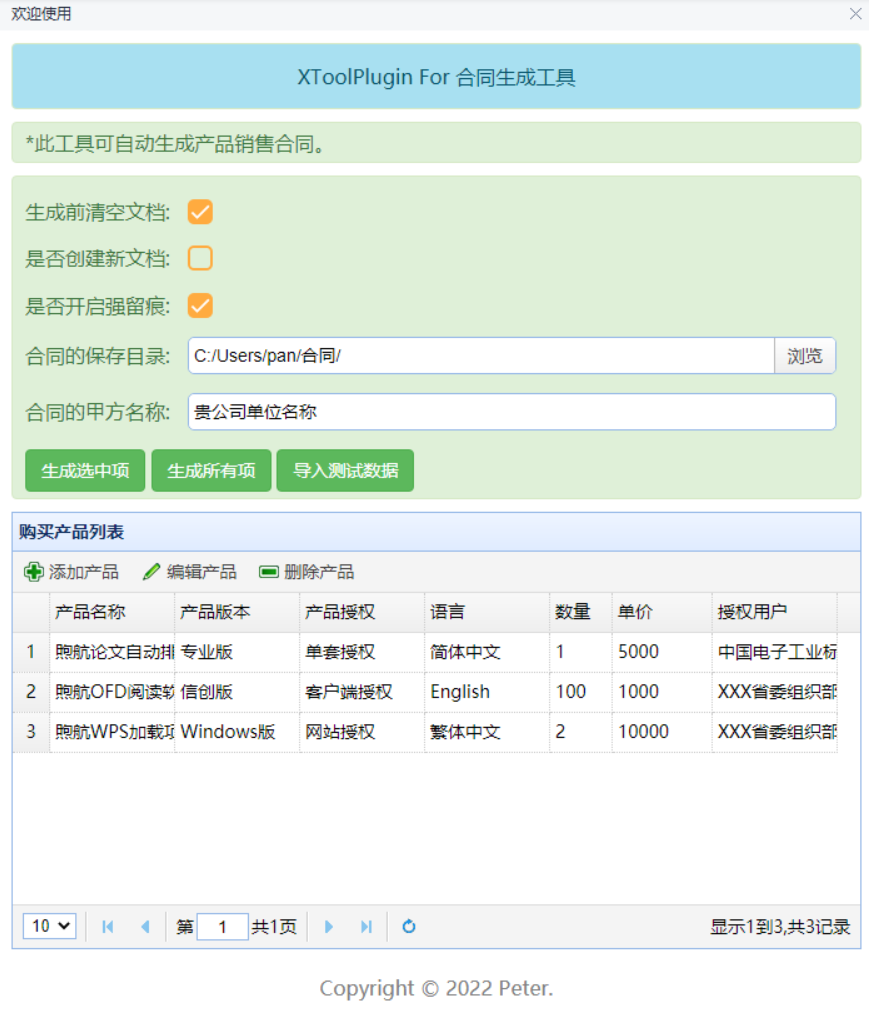 欢迎使用
XToolPlugin For 合同生成工具
*此工具可自动生成产品销售合同。
生成前清空文档:
是否创建新文档:
是否开启强留痕:
合同的保存目录: C:/Users/pan/合同/ 浏览
合同的甲方名称: 贵公司单位名称
生成选中项 生成所有项 导入测试数据
购买产品列表
添加产品 编辑产品 删除产品
产品名称 产品版本 产品授权 语言 数量 单价 授权用户
1 煦航论文自动排 专业版 单套授权 简体中文 1 5000 中国电子工业标
2 煦航OFD阅读软 信创版 客户端授权 English 100 1000 XXX省委组织部
3 煦航WPS加载项 Windows版 网站授权 繁体中文 2 10000 XXX省委组织部
10 第 1 共1页 显示1到3,共3记录
Copyright © 2022 Peter.